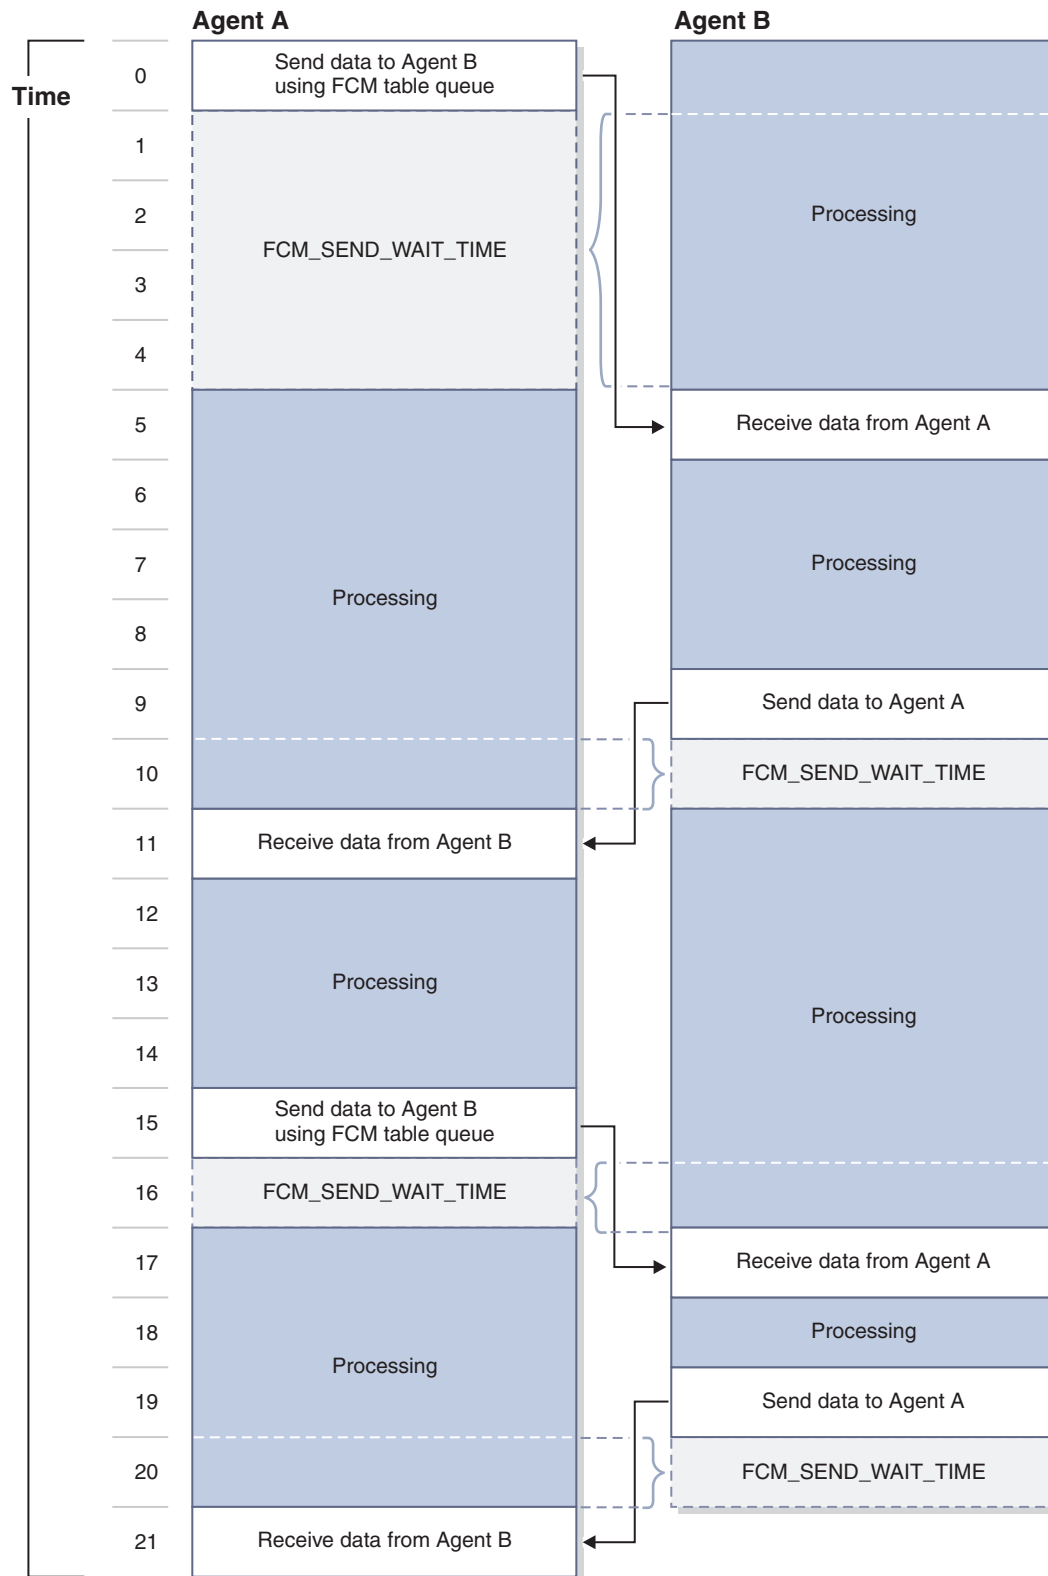 Agent A
Agent B
Time
0
Send data to Agent B
using FCM table queue
1
2
Processing
FCM_SEND_WAIT_TIME
3
4
5
Receive data from Agent A
6
7
Processing
Processing
8
9
Send data to Agent A
10
FCM_SEND_WAIT_TIME
11
Receive data from Agent B
12
13
Processing
Processing
14
15
Send data to Agent B
using FCM table queue
16
FCM_SEND_WAIT_TIME
17
Receive data from Agent A
18
Processing
Processing
19
Send data to Agent A
20
FCM_SEND_WAIT_TIME
21
Receive data from Agent B